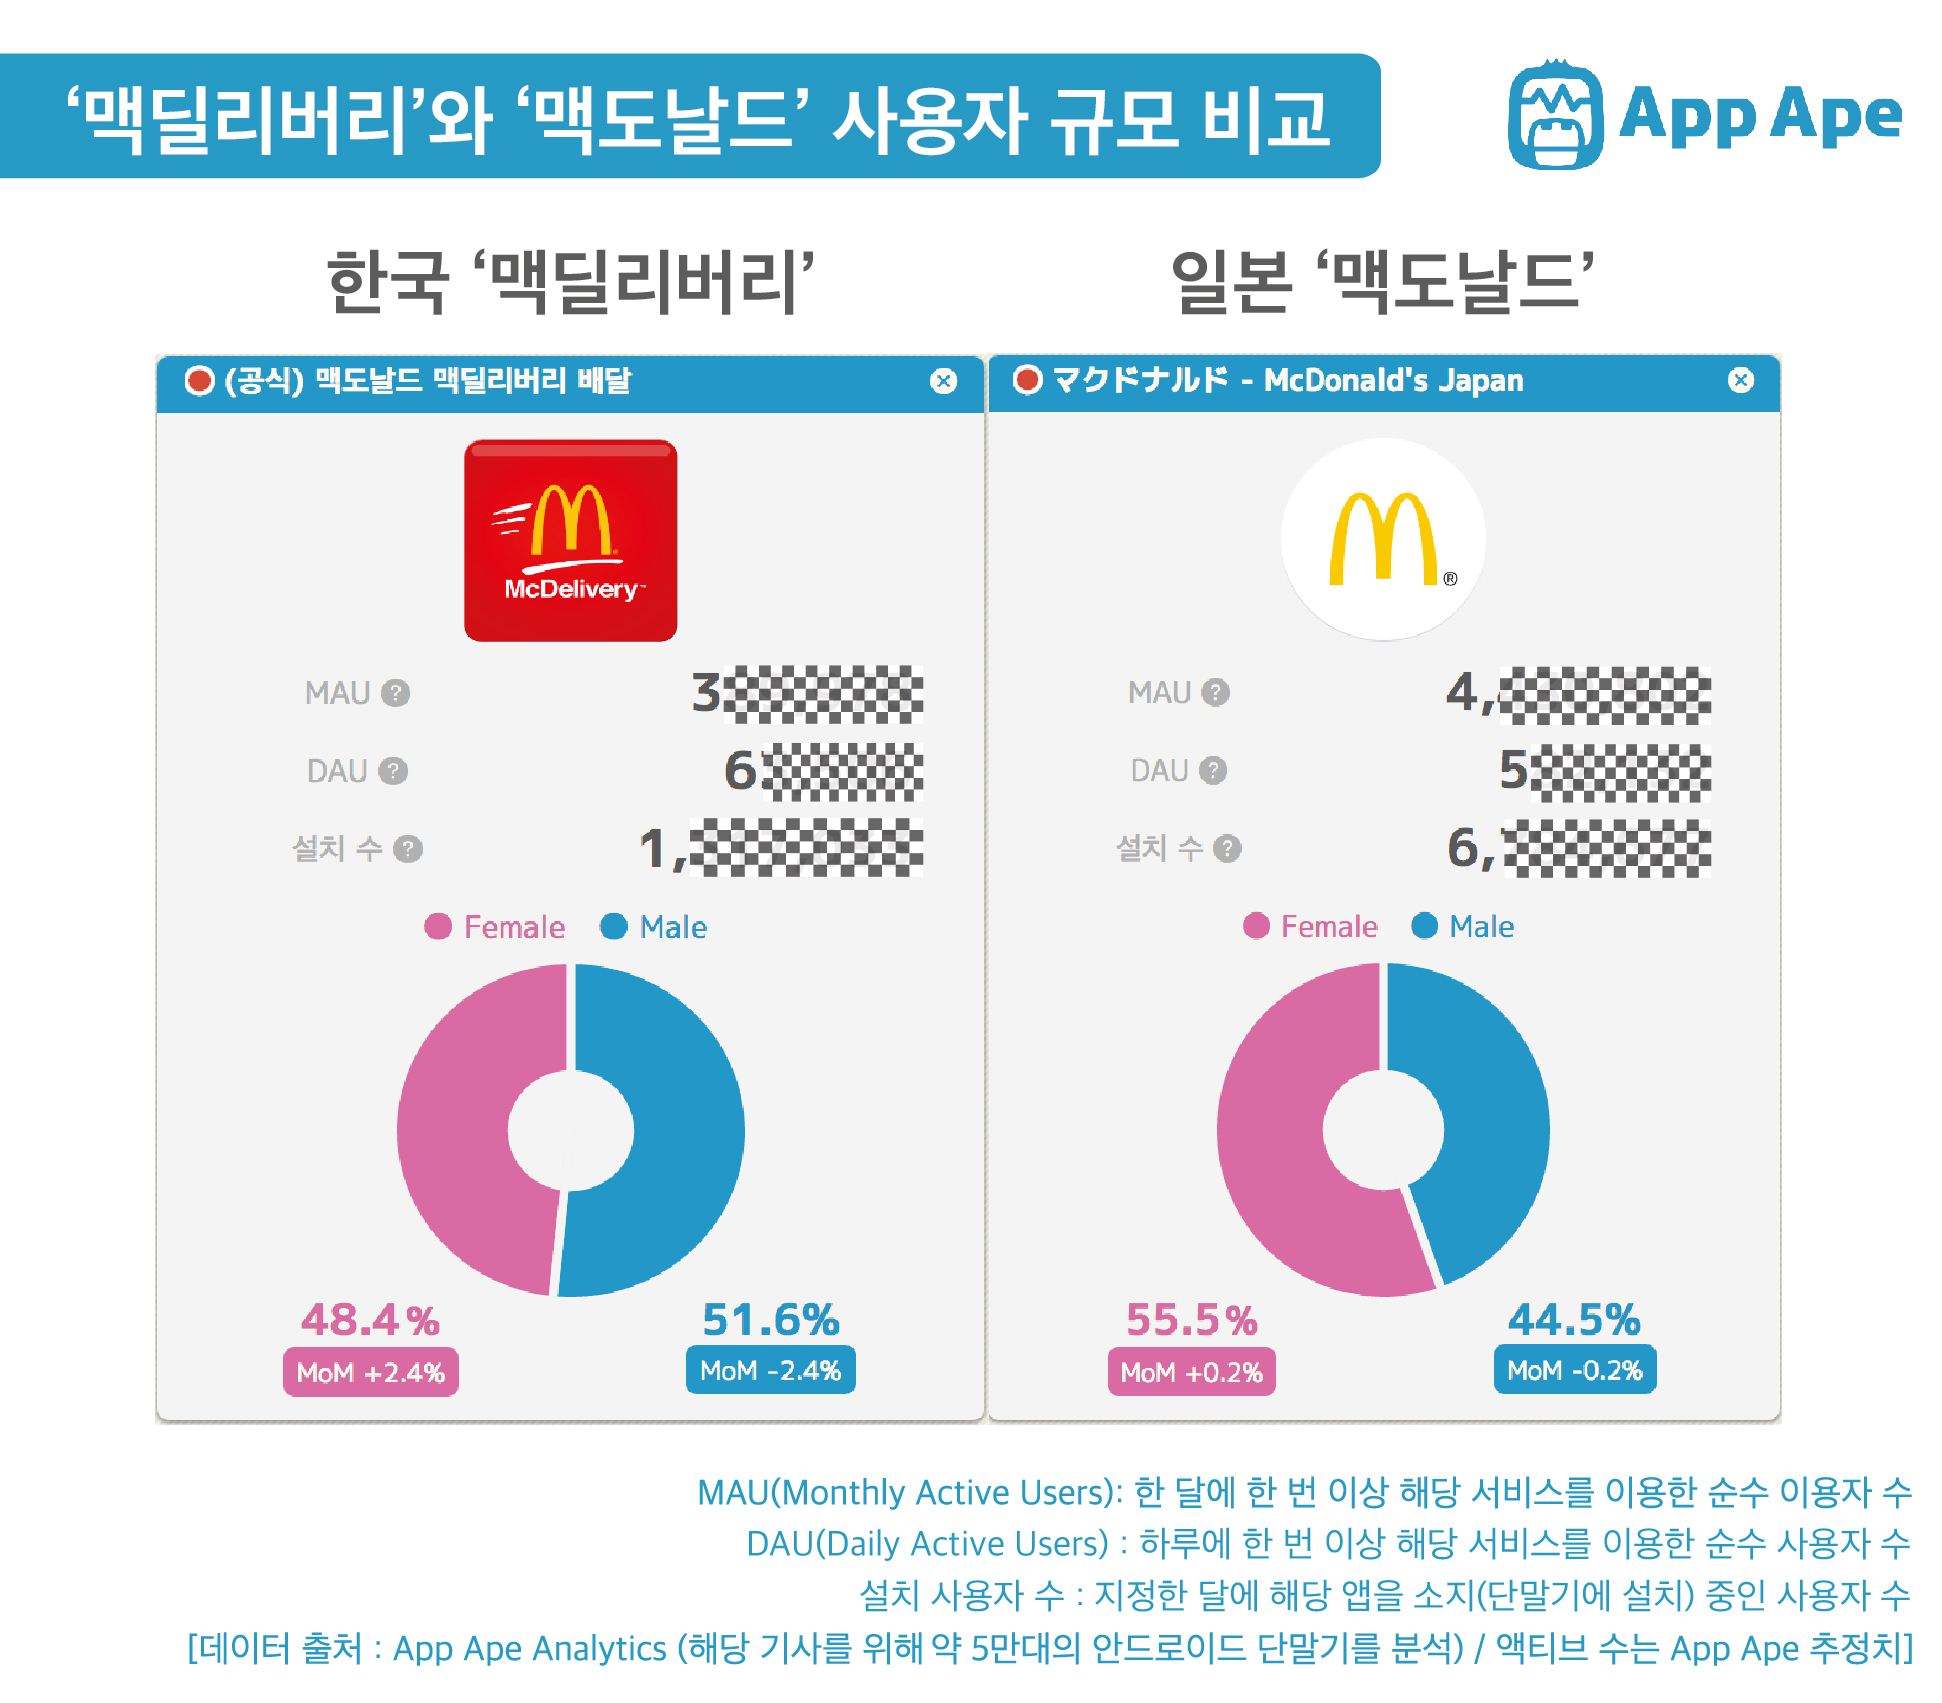 ‘맥딜리버리’와 ‘맥도날드’ 사용자 규모 비교
App Ape
한국 ‘맥딜리버리’
일본 ‘맥도날드’
(공식) 맥도날드 맥딜리버리 배달
マクドナルド - McDonald's Japan
McDelivery™
®
MAU ?
3
DAU ?
6
설치 수 ?
1,
MAU ?
4,
DAU ?
5
설치 수 ?
6,
Female Male
48.4% 51.6%
MoM +2.4% MoM -2.4%
Female Male
55.5% 44.5%
MoM +0.2% MoM -0.2%
MAU(Monthly Active Users): 한 달에 한 번 이상 해당 서비스를 이용한 순수 이용자 수
DAU(Daily Active Users) : 하루에 한 번 이상 해당 서비스를 이용한 순수 사용자 수
설치 사용자 수 : 지정한 달에 해당 앱을 소지(단말기에 설치) 중인 사용자 수
[데이터 출처 : App Ape Analytics (해당 기사를 위해 약 5만대의 안드로이드 단말기를 분석) / 액티브 수는 App Ape 추정치]